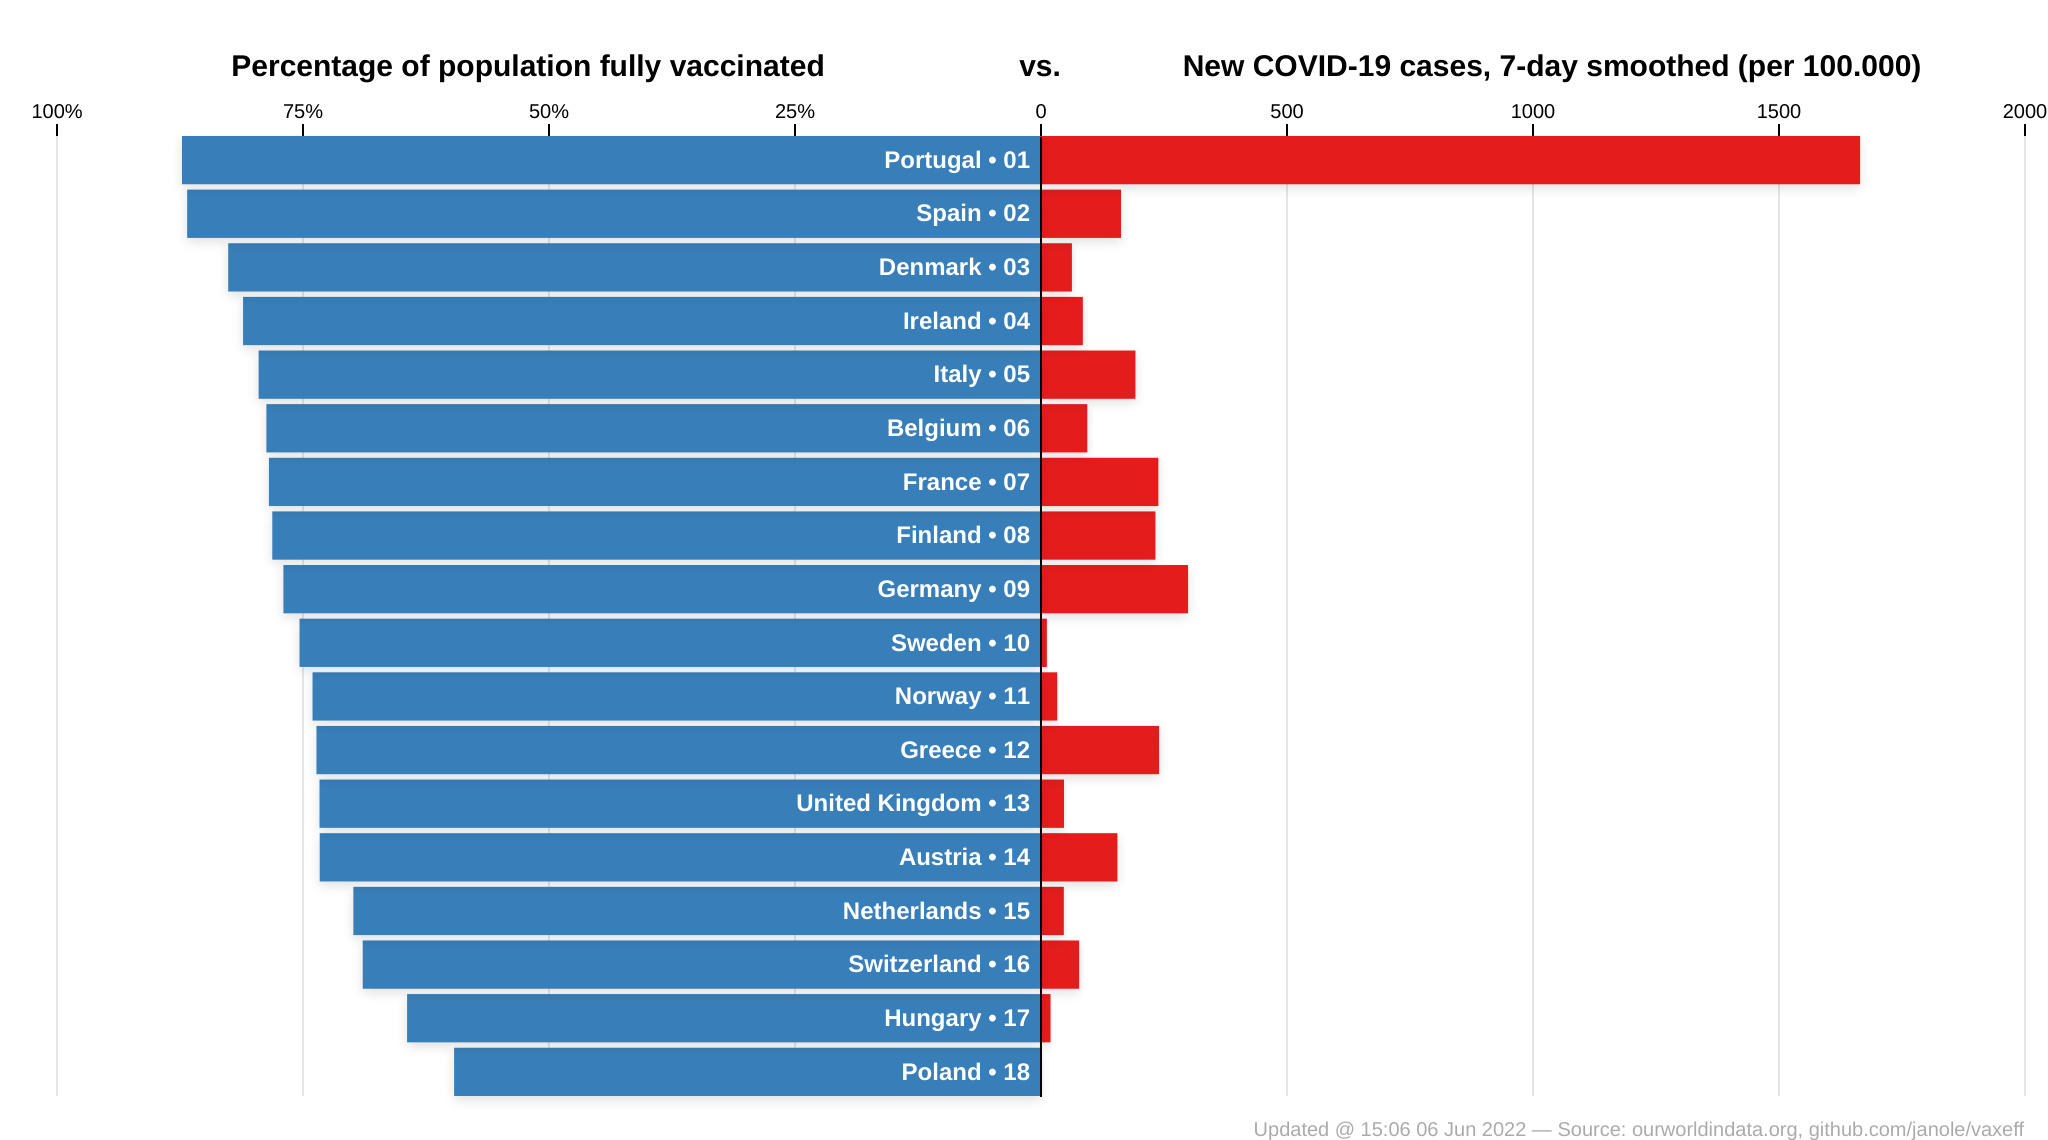 Percentage of population fully vaccinated vs. New COVID-19 cases, 7-day smoothed (per 100.000)
100% 75% 50% 25% 0 500 1000 1500 2000
Portugal • 01
Spain • 02
Denmark • 03
Ireland • 04
Italy • 05
Belgium • 06
France • 07
Finland • 08
Germany • 09
Sweden • 10
Norway • 11
Greece • 12
United Kingdom • 13
Austria • 14
Netherlands • 15
Switzerland • 16
Hungary • 17
Poland • 18
Updated @ 15:06 06 Jun 2022 — Source: ourworldindata.org, github.com/janole/vaxeff